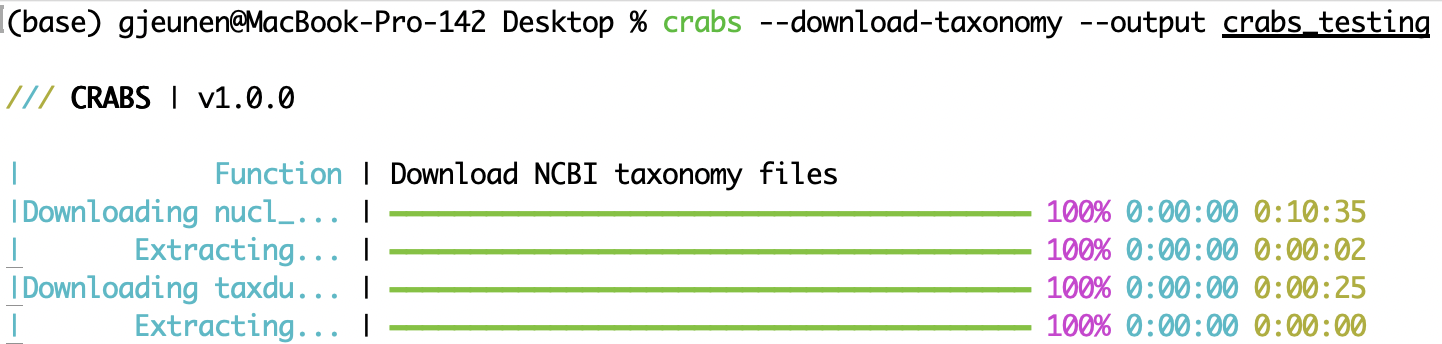 (base) gjeunen@MacBook-Pro-142 Desktop % crabs --download-taxonomy --output crabs_testing
/// CRABS | v1.0.0
| Function | Download NCBI taxonomy files
|Downloading nucl_... | 100% 0:00:00 0:10:35
| Extracting... | 100% 0:00:00 0:00:02
|Downloading taxdu... | 100% 0:00:00 0:00:25
| Extracting... | 100% 0:00:00 0:00:00